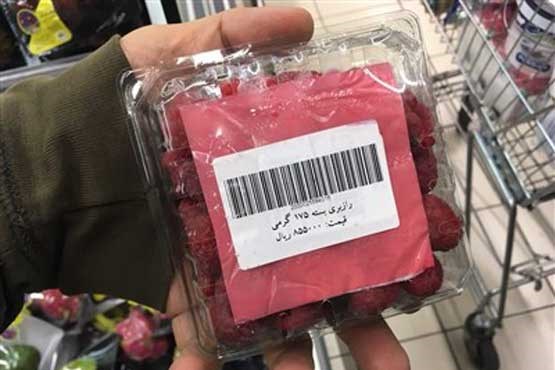 رازبری بسته ۱۷۵ گرمی
قیمت: ۸۵۵۰۰۰ ریال